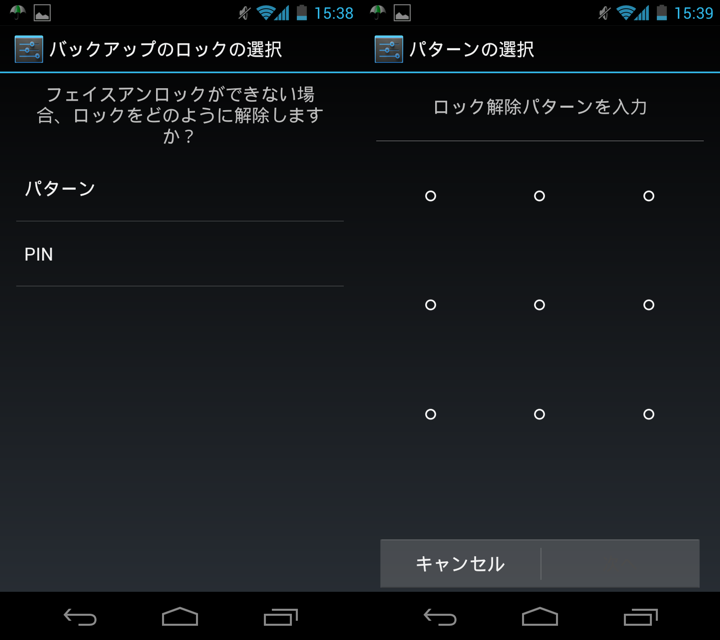 15:38
バックアップのロックの選択
フェイスアンロックができない場
合、ロックをどのように解除します
か？
パターン
PIN
15:39
パターンの選択
ロック解除パターンを入力
キャンセル